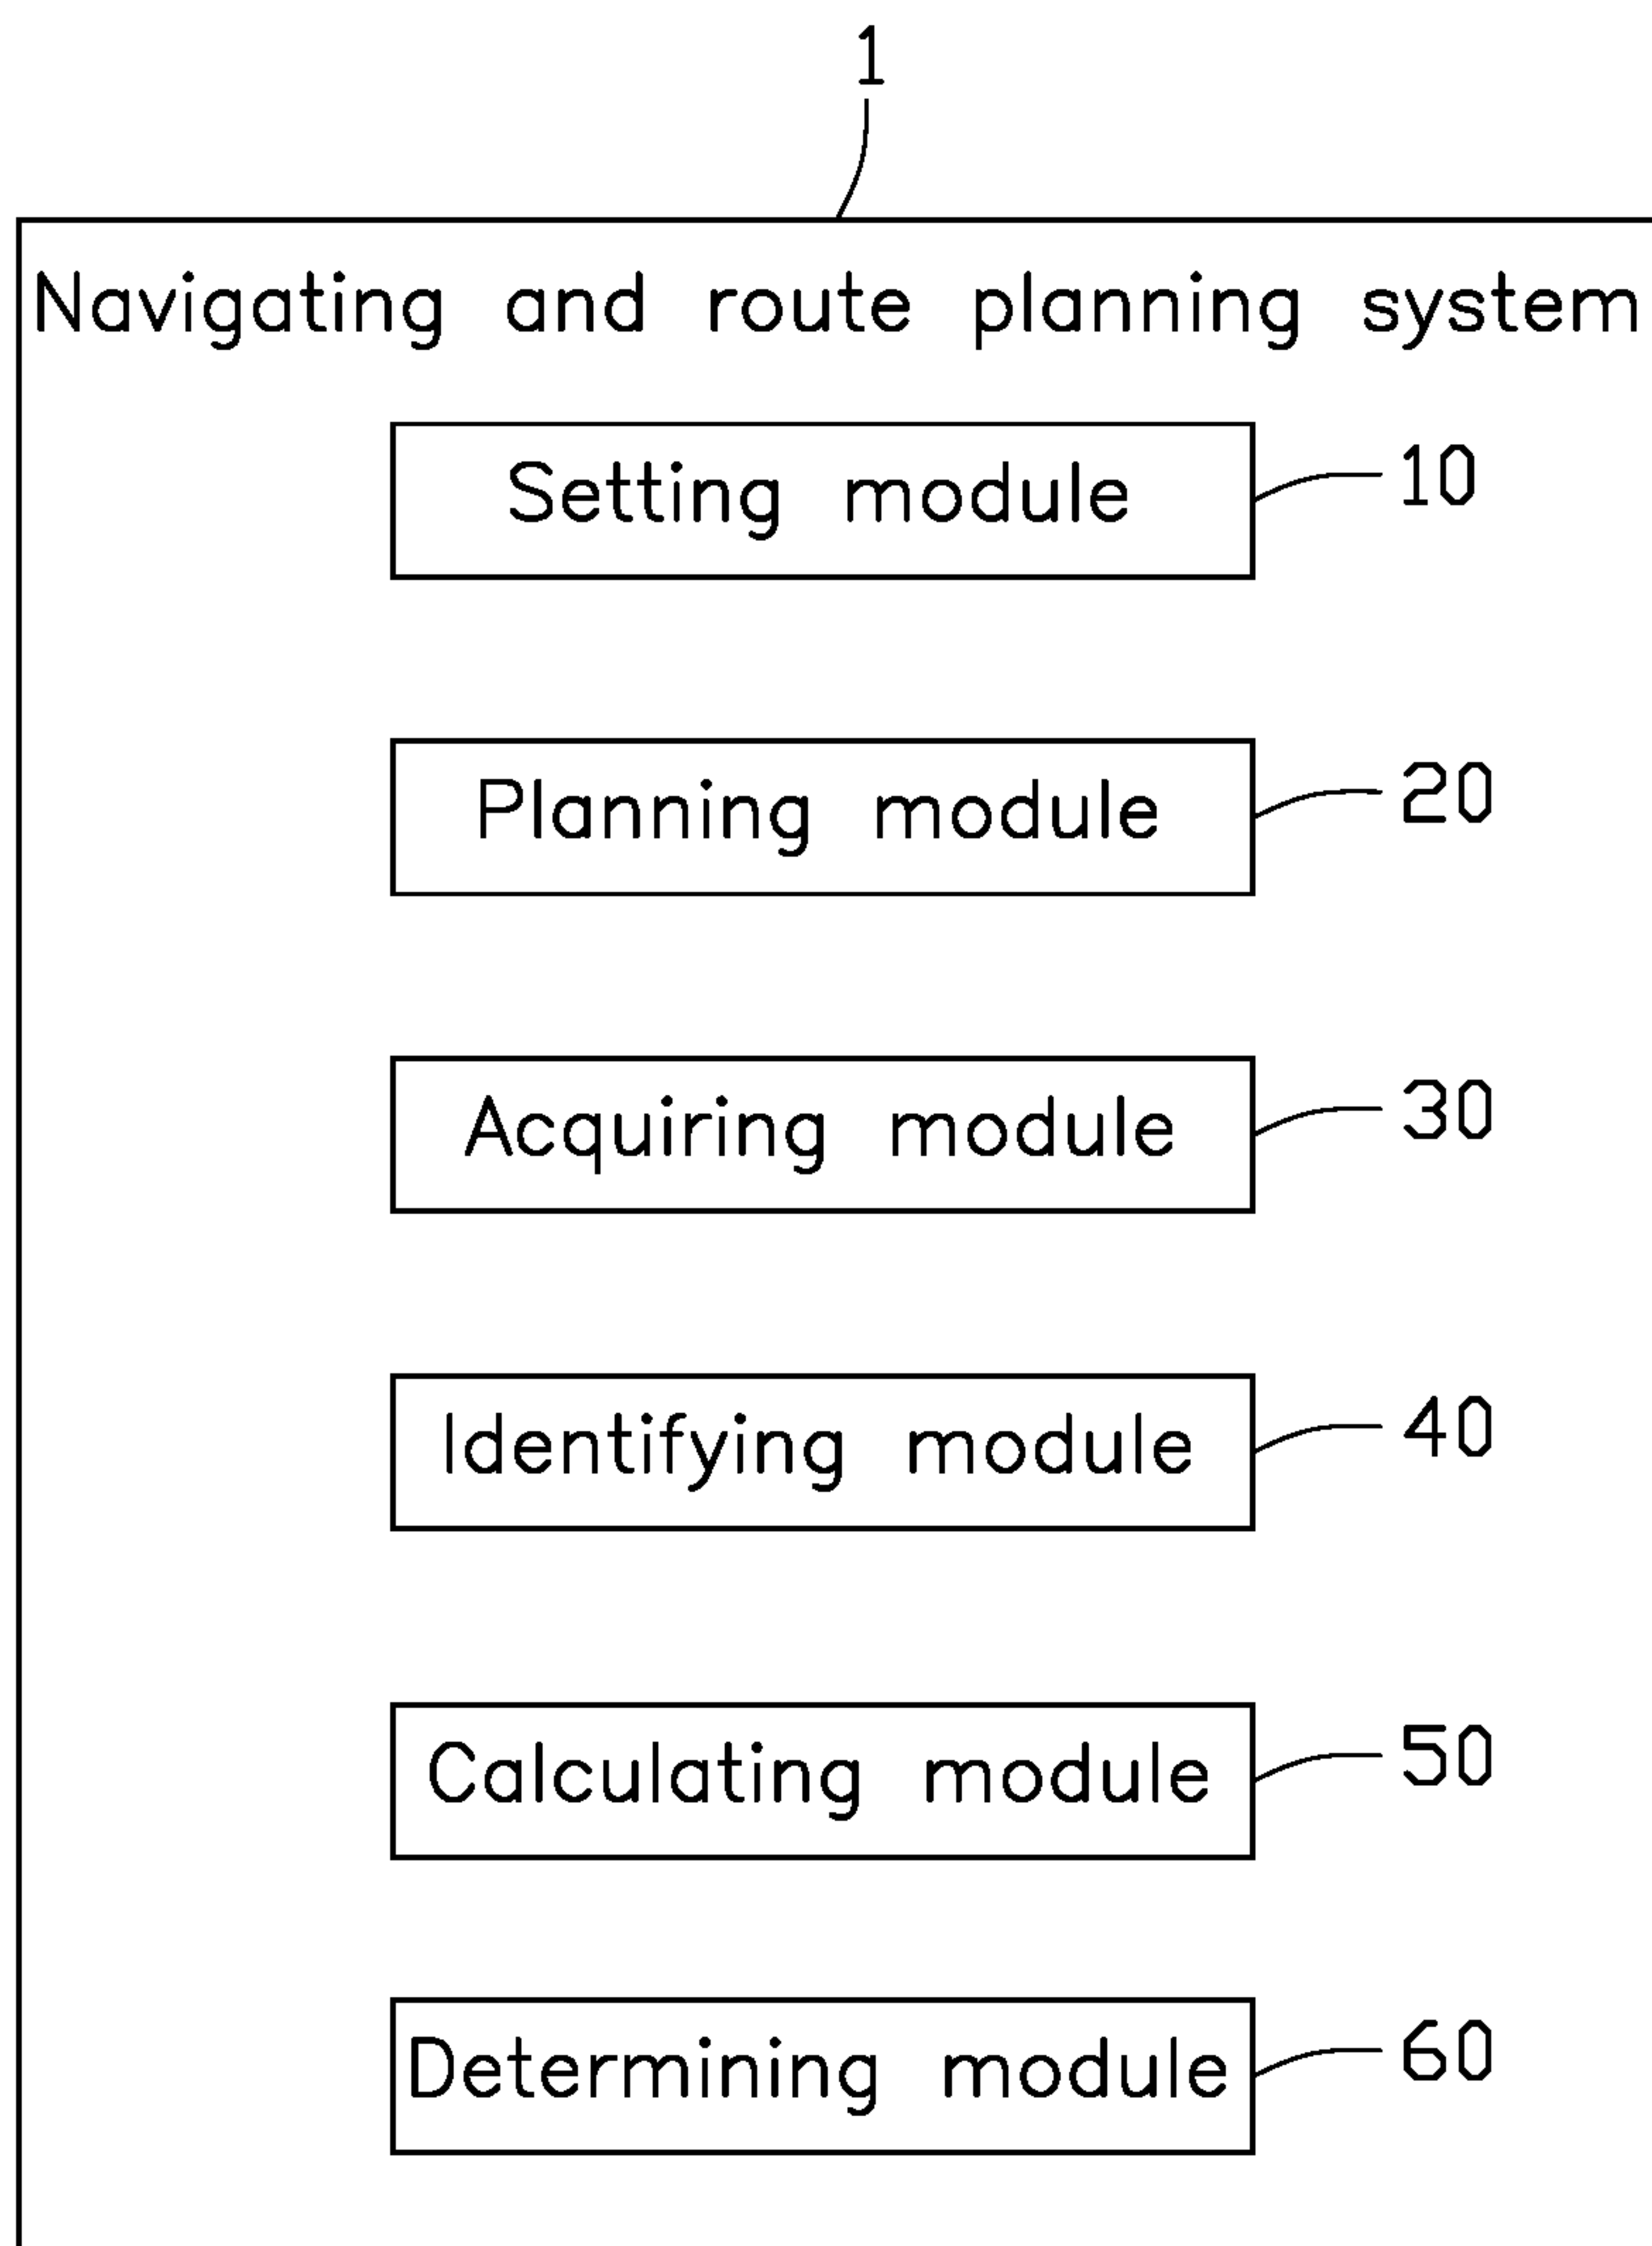 1
Navigating and route planning system
Setting module 10
Planning module 20
Acquiring module 30
Identifying module 40
Calculating module 50
Determining module 60